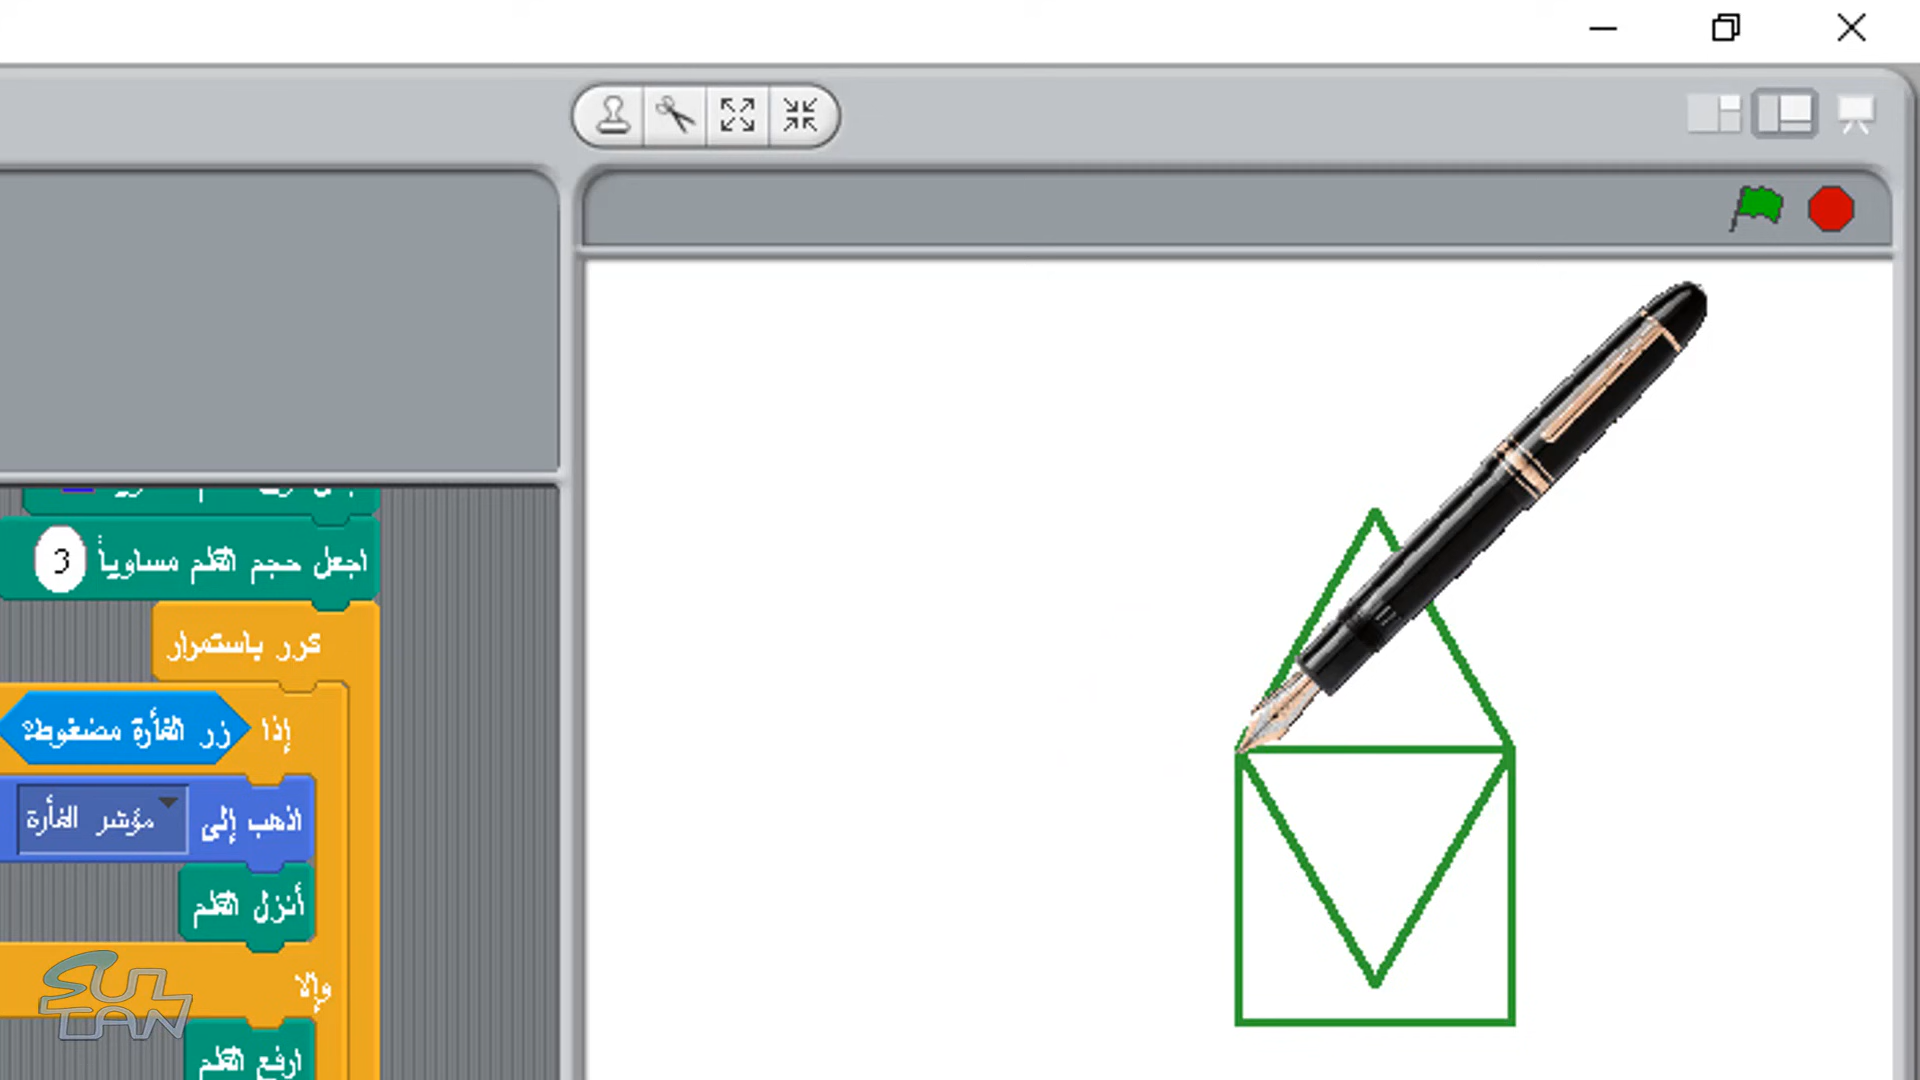 اجعل حجم القلم مساوياً 3
كرر باستمرار
إذا زر الفأرة مضغوط؟
اذهب إلى مؤشر الفأرة
أنزل القلم
وإلا
ارفع القلم
SULTAN